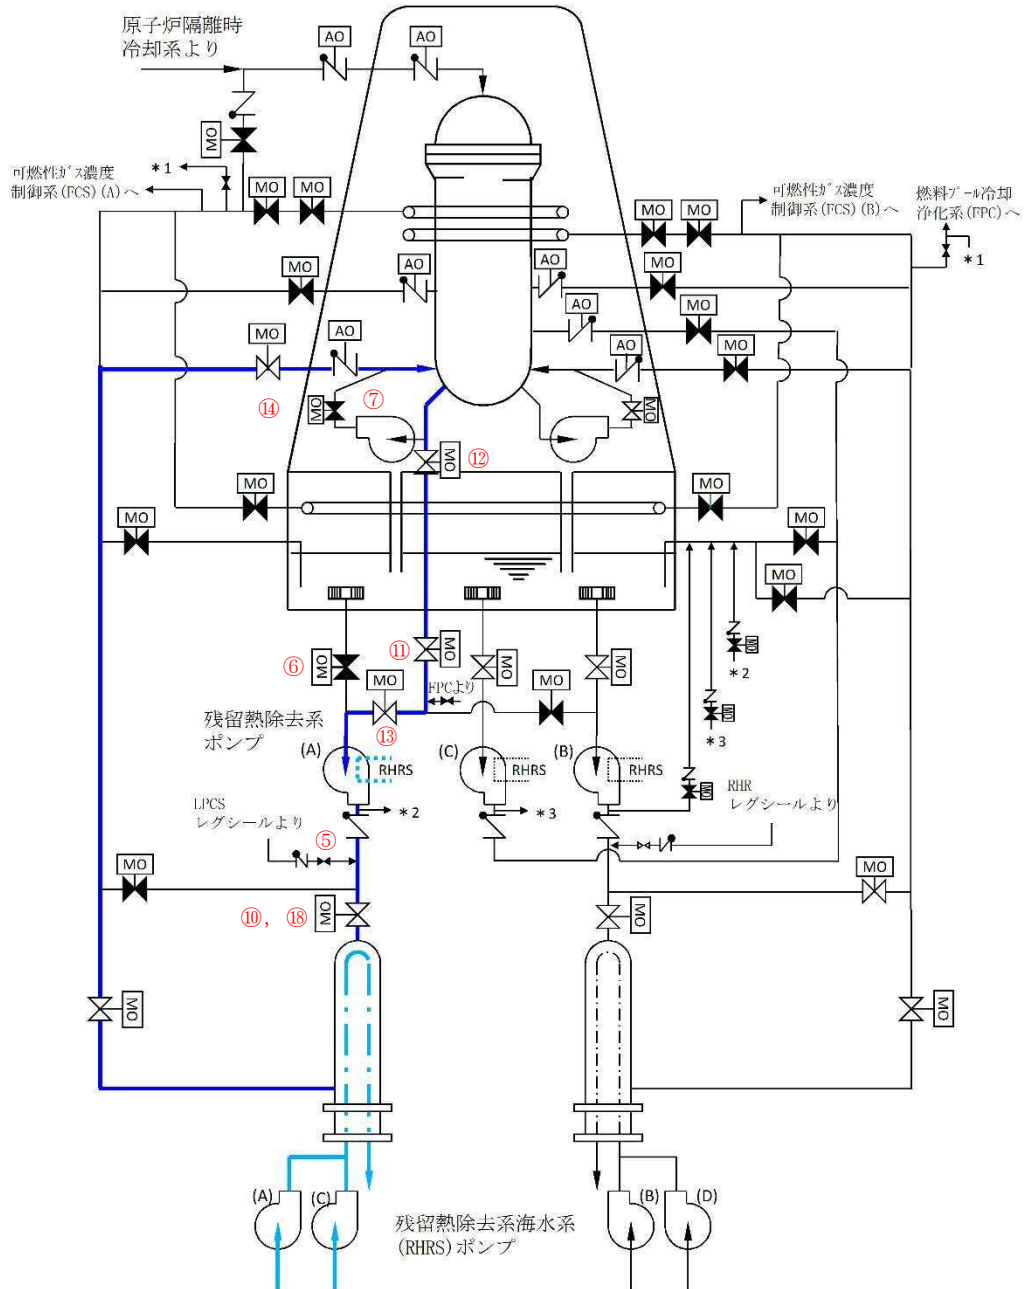 原子炉隔離時
冷却系より
AO
AO
MO
可燃性ｶﾞｽ濃度
制御系(FCS)(A)へ
＊1
MO
MO
MO
MO
可燃性ｶﾞｽ濃度
制御系(FCS)(B)へ
燃料ﾌﾟｰﾙ冷却
浄化系(FPC)へ
＊1
MO
AO
AO
MO
AO
MO
MO
AO
AO
MO
⑭
MO
⑦
MO
MO
⑫
MO
MO
MO
MO
MO
⑥
MO
⑪
MO
MO
MO
MO
＊2
MO
＊3
MO
FPCより
MO
⑬
MO
残留熱除去系
ポンプ
(A)
RHRS
(C)
RHRS
(B)
RHRS
MO
RHR
レグシールより
＊2
＊3
LPCS
レグシールより
⑤
MO
MO
⑩, ⑱
MO
MO
MO
MO
(A)
(C)
(B)
(D)
残留熱除去系海水系
(RHRS)ポンプ